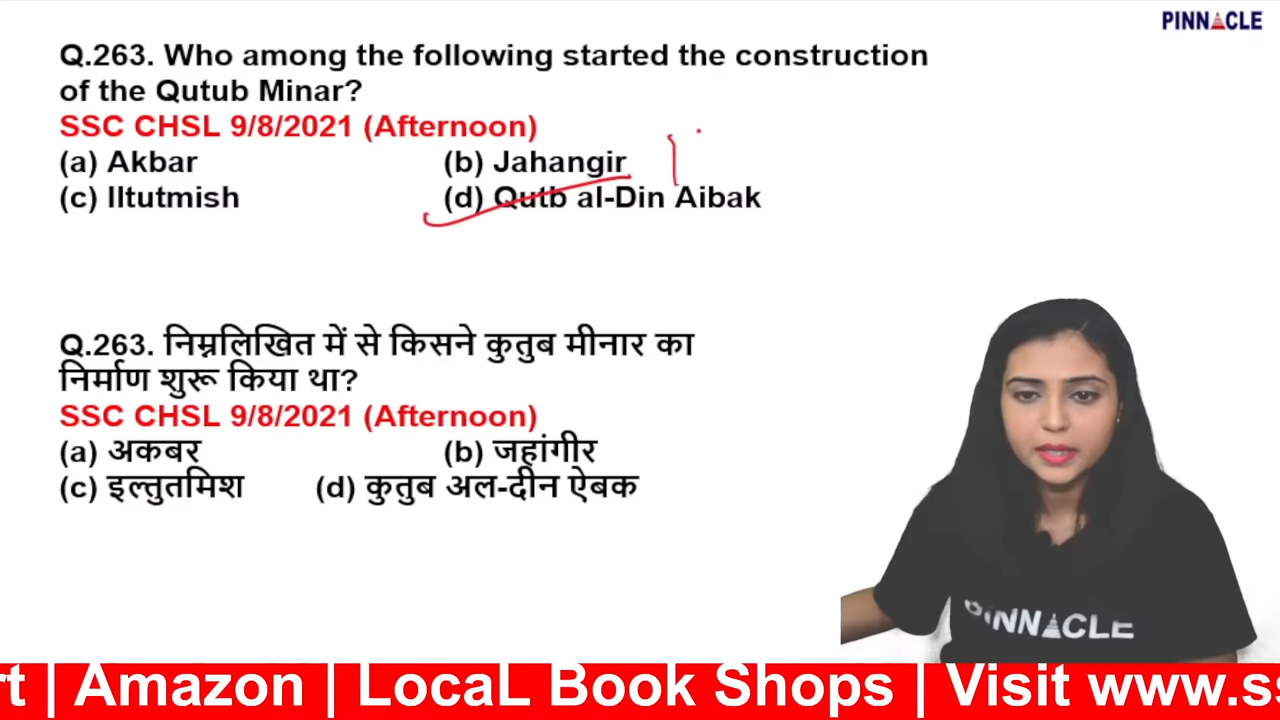 PINNACLE
Q.263. Who among the following started the construction
of the Qutub Minar?
SSC CHSL 9/8/2021 (Afternoon)
(a) Akbar (b) Jahangir
(c) Iltutmish (d) Qutb al-Din Aibak
Q.263. निम्नलिखित में से किसने कुतुब मीनार का
निर्माण शुरू किया था?
SSC CHSL 9/8/2021 (Afternoon)
(a) अकबर (b) जहांगीर
(c) इल्तुतमिश (d) कुतुब अल-दीन ऐबक
PINNACLE
rt | Amazon | LocaL Book Shops | Visit www.ss